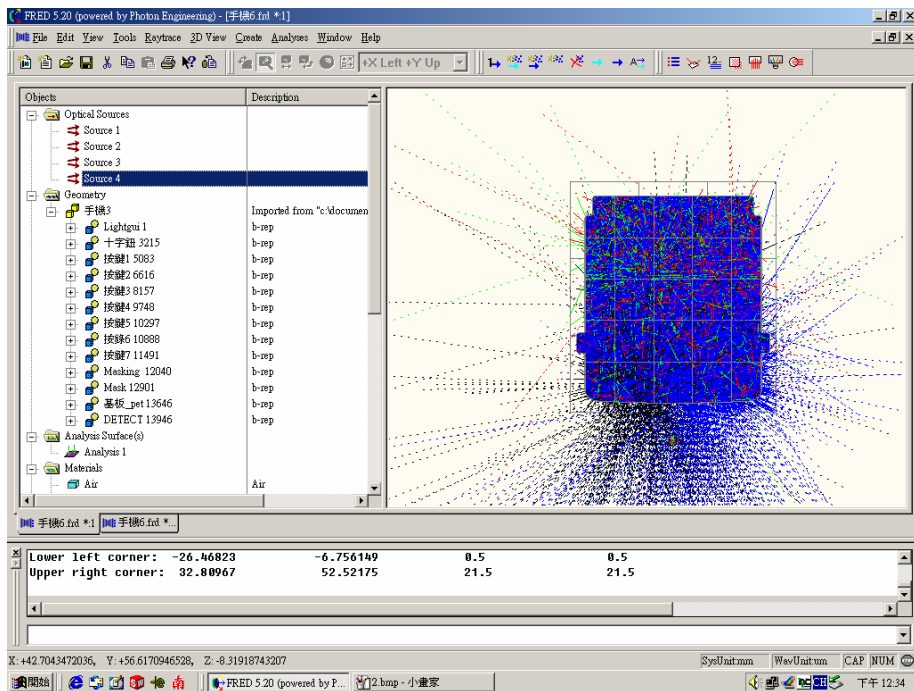 FRED 5.20 (powered by Photon Engineering) - [手機6.frd *:1]
File Edit View Tools Raytrace 3D View Create Analyses Window Help
+X Left +Y Up
Objects Description
Optical Sources
Source 1
Source 2
Source 3
Source 4
Geometry
手機3 Imported from "c:\documen
Lightgui 1 b-rep
十字鈕 3215 b-rep
按鍵1 5083 b-rep
按鍵2 6616 b-rep
按鍵3 8157 b-rep
按鍵4 9748 b-rep
按鍵5 10297 b-rep
按鍵6 10888 b-rep
按鍵7 11491 b-rep
Masking 12040 b-rep
Mask 12901 b-rep
基板_pet 13646 b-rep
DETECT 13946 b-rep
Analysis Surface(s)
Analysis 1
Materials
Air Air
手機6.frd *:1 手機6.frd *...
Lower left corner: -26.46823 -6.756149 0.5 0.5
Upper right corner: 32.80967 52.52175 21.5 21.5
X: +42.7043472036, Y: +56.6170946528, Z: -8.31918743207 SysUnit:mm WavUnit:um CAP NUM
開始 FRED 5.20 (powered by P... 2.bmp - 小畫家 CH 下午 12:34